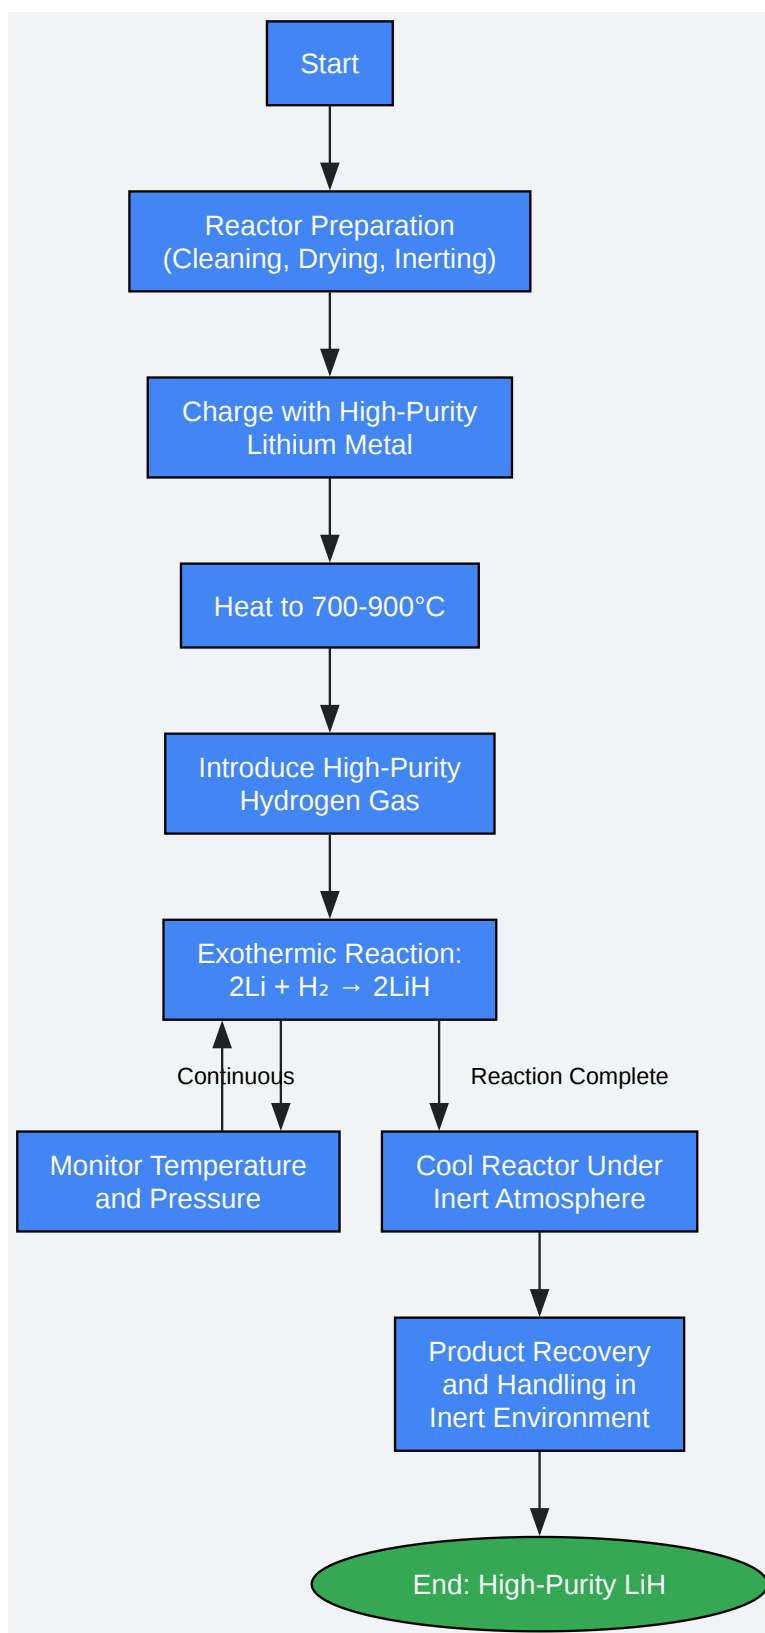 Start
Reactor Preparation
(Cleaning, Drying, Inerting)
Charge with High-Purity
Lithium Metal
Heat to 700-900°C
Introduce High-Purity
Hydrogen Gas
Exothermic Reaction:
2Li + H₂ → 2LiH
Continuous
Reaction Complete
Monitor Temperature
and Pressure
Cool Reactor Under
Inert Atmosphere
Product Recovery
and Handling in
Inert Environment
End: High-Purity LiH